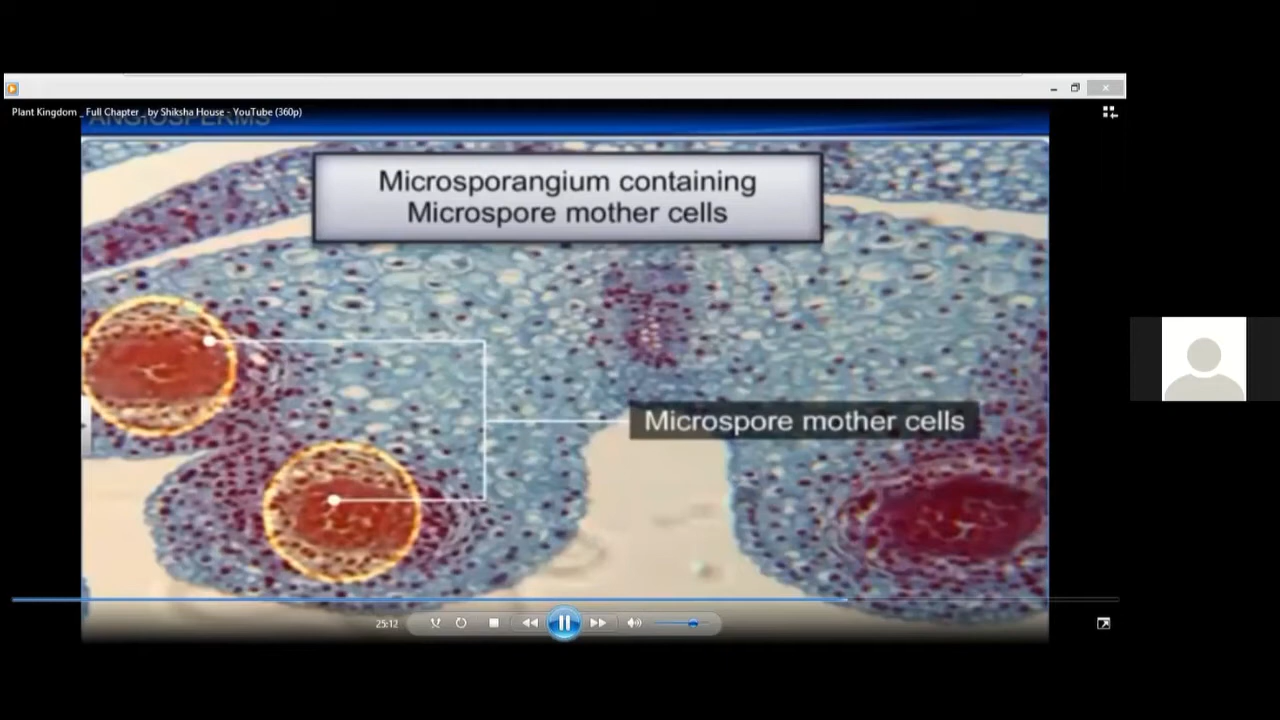 Plant Kingdom _ Full Chapter _ by Shiksha House - YouTube (360p)
ANGIOSPERMS
Microsporangium containing
Microspore mother cells
Microspore mother cells
25:12